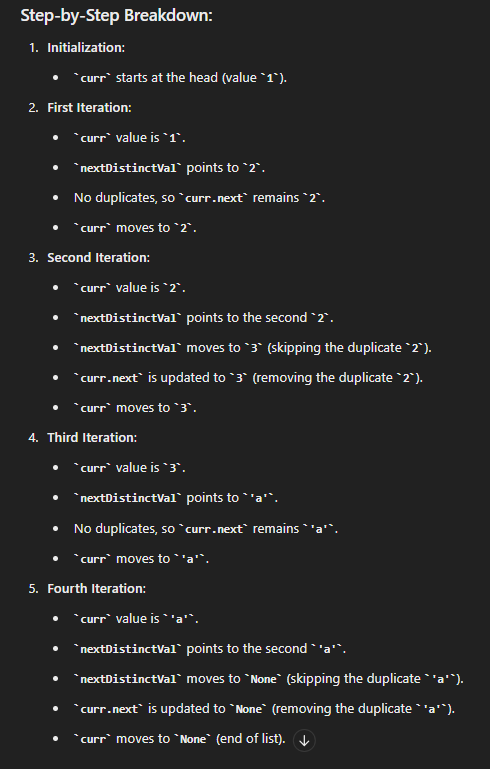 Step-by-Step Breakdown:
1. Initialization:
• `curr` starts at the head (value `1`).
2. First Iteration:
• `curr` value is `1`.
• `nextDistinctVal` points to `2`.
• No duplicates, so `curr.next` remains `2`.
• `curr` moves to `2`.
3. Second Iteration:
• `curr` value is `2`.
• `nextDistinctVal` points to the second `2`.
• `nextDistinctVal` moves to `3` (skipping the duplicate `2`).
• `curr.next` is updated to `3` (removing the duplicate `2`).
• `curr` moves to `3`.
4. Third Iteration:
• `curr` value is `3`.
• `nextDistinctVal` points to `'a'`.
• No duplicates, so `curr.next` remains `'a'`.
• `curr` moves to `'a'`.
5. Fourth Iteration:
• `curr` value is `'a'`.
• `nextDistinctVal` points to the second `'a'`.
• `nextDistinctVal` moves to `None` (skipping the duplicate `'a'`).
• `curr.next` is updated to `None` (removing the duplicate `'a'`).
• `curr` moves to `None` (end of list).